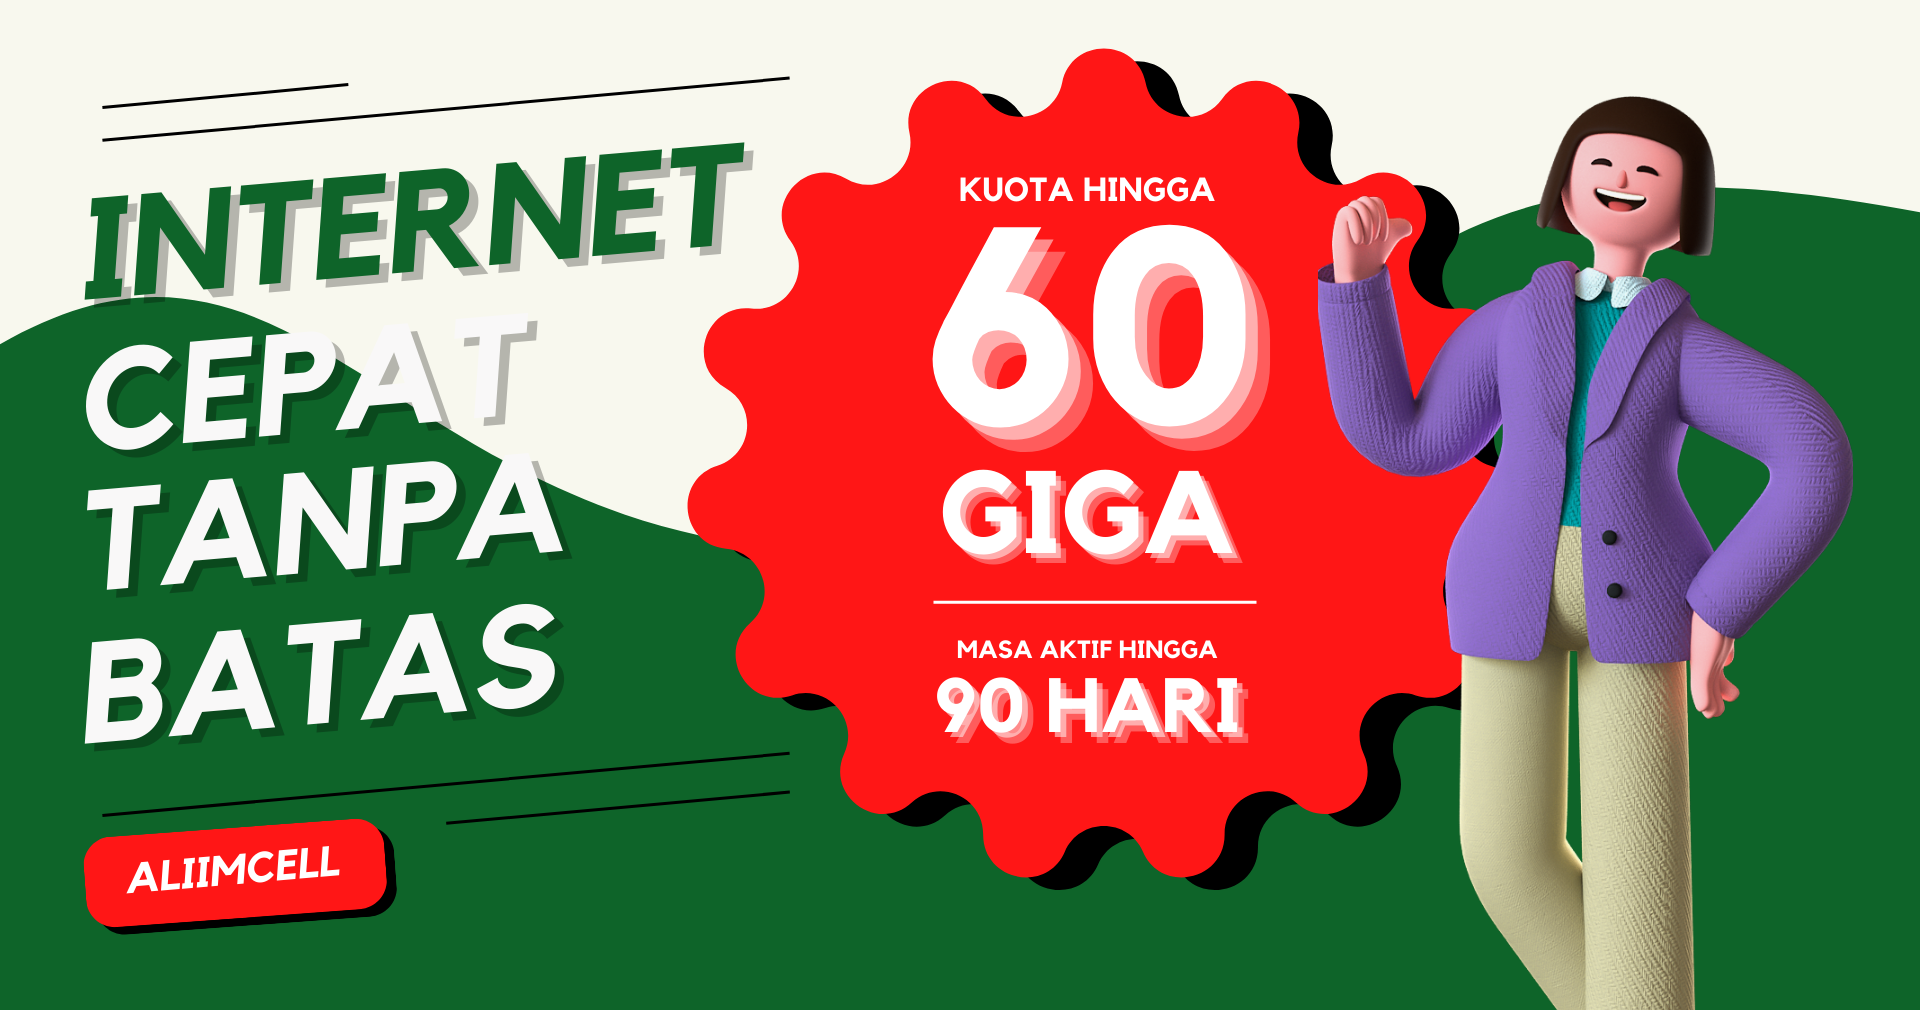 INTERNET
CEPAT
TANPA
BATAS
ALIIMCELL
KUOTA HINGGA
60
GIGA
MASA AKTIF HINGGA
90 HARI